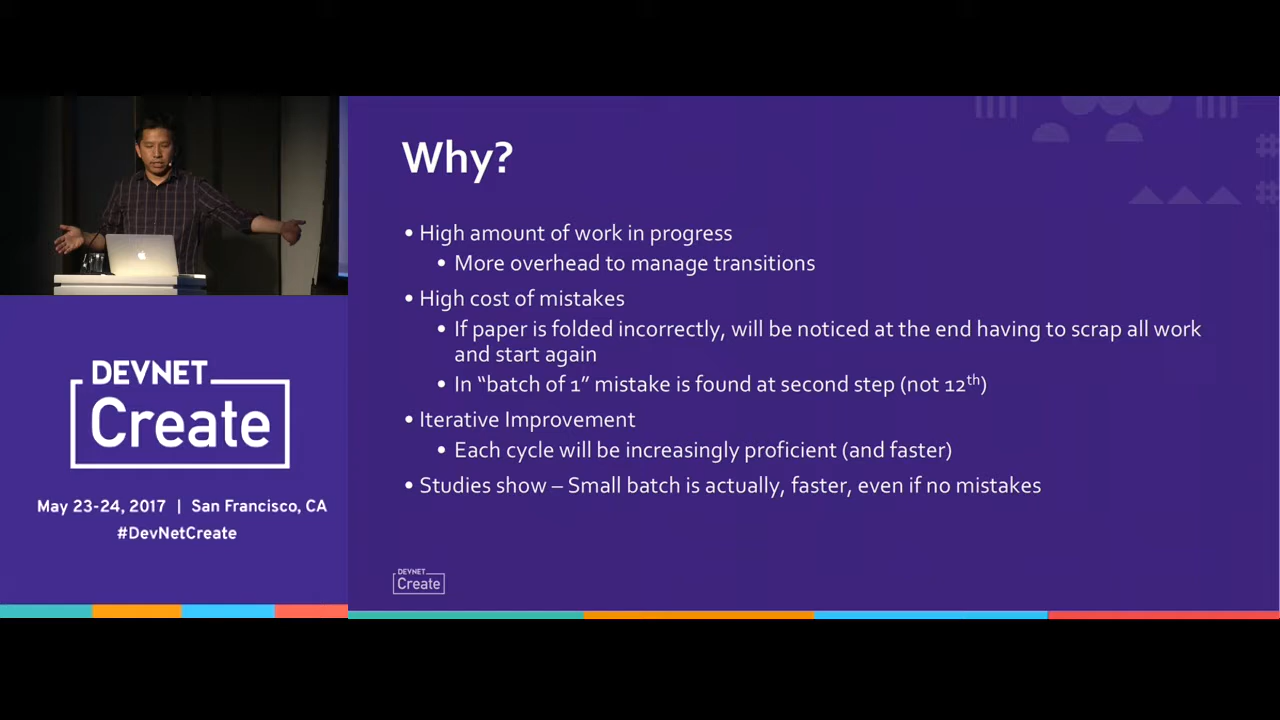 DEVNET
Create
May 23-24, 2017 | San Francisco, CA
#DevNetCreate
Why?
• High amount of work in progress
• More overhead to manage transitions
• High cost of mistakes
• If paper is folded incorrectly, will be noticed at the end having to scrap all work
and start again
• In “batch of 1” mistake is found at second step (not 12th)
• Iterative Improvement
• Each cycle will be increasingly proficient (and faster)
• Studies show – Small batch is actually, faster, even if no mistakes
DEVNET
Create